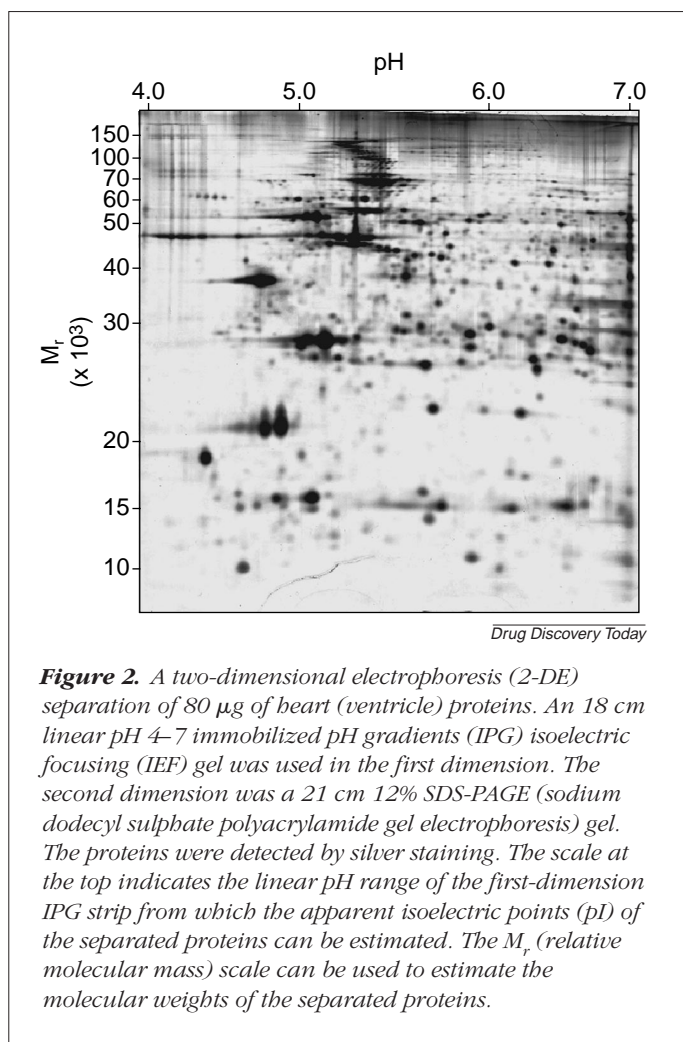 pH
4.0 5.0 6.0 7.0
150
100
70
60
50
40
30
20
15
10
M_r
(x 10³)
Drug Discovery Today
Figure 2. A two-dimensional electrophoresis (2-DE)
separation of 80 μg of heart (ventricle) proteins. An 18 cm
linear pH 4–7 immobilized pH gradients (IPG) isoelectric
focusing (IEF) gel was used in the first dimension. The
second dimension was a 21 cm 12% SDS-PAGE (sodium
dodecyl sulphate polyacrylamide gel electrophoresis) gel.
The proteins were detected by silver staining. The scale at
the top indicates the linear pH range of the first-dimension
IPG strip from which the apparent isoelectric points (pI) of
the separated proteins can be estimated. The M_r (relative
molecular mass) scale can be used to estimate the
molecular weights of the separated proteins.